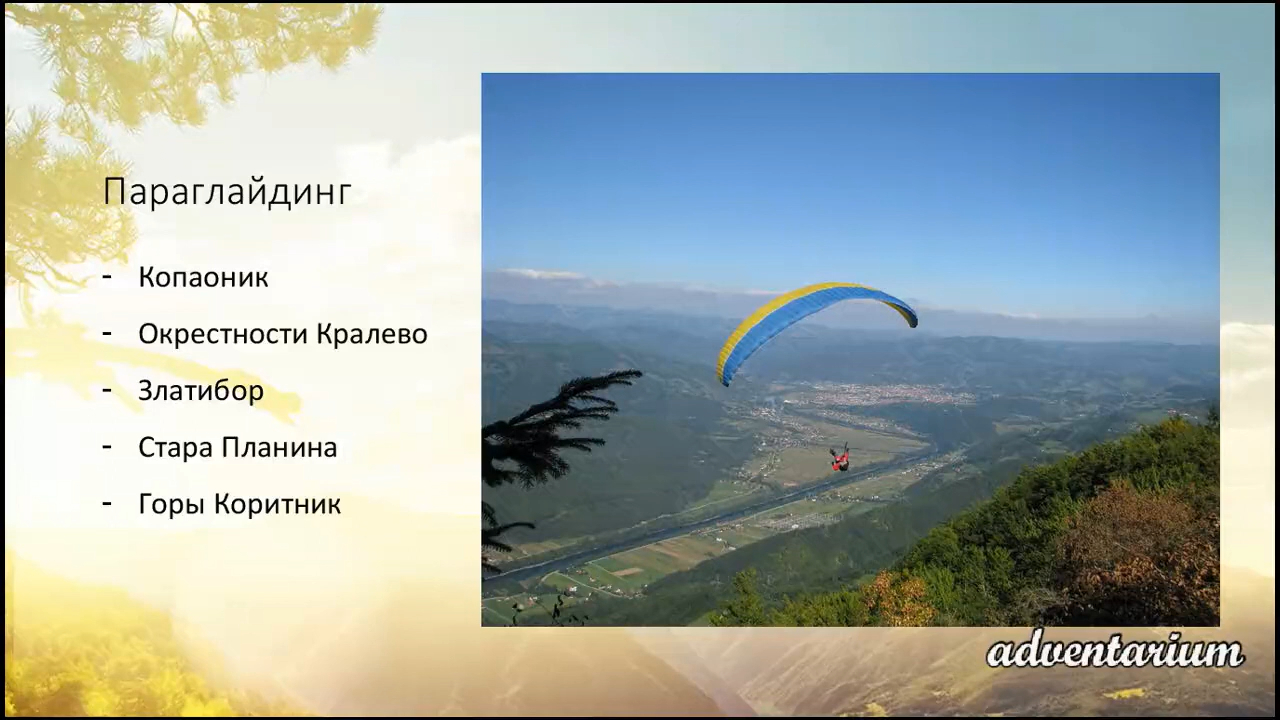 Параглайдинг
- Копаоник
- Окрестности Кралево
- Златибор
- Стара Планина
- Горы Коритник
adventarium